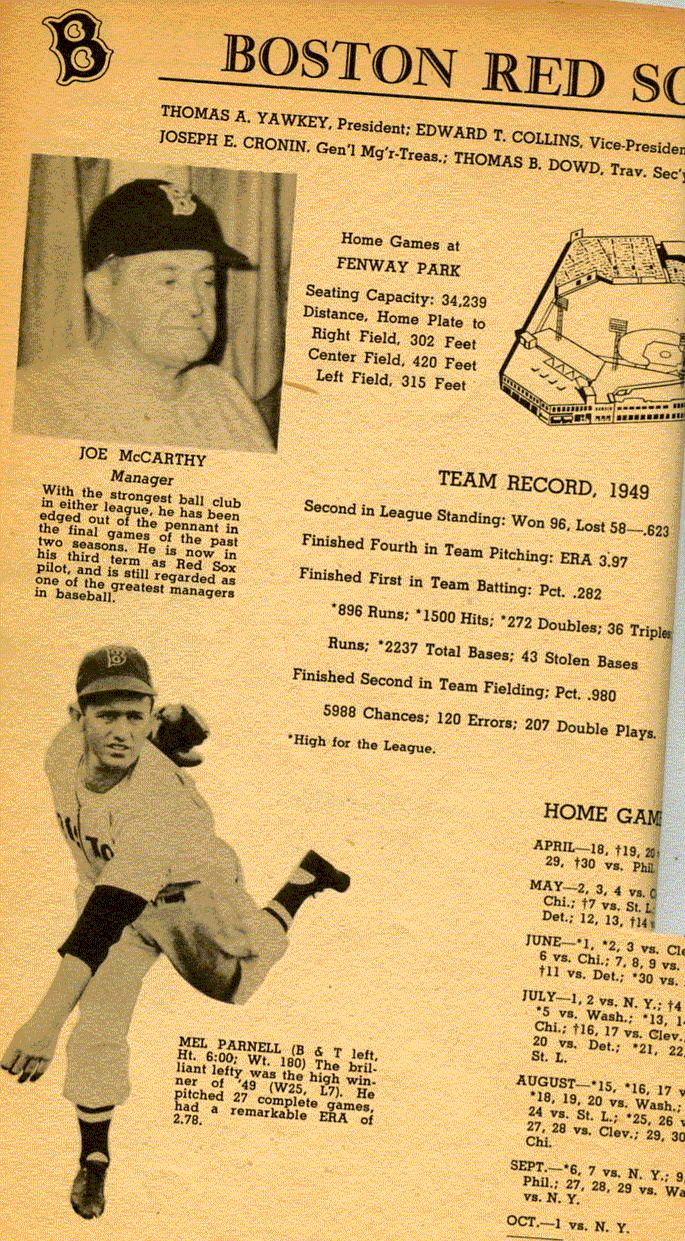 B
BOSTON RED SO
THOMAS A. YAWKEY, President; EDWARD T. COLLINS, Vice-Presiden
JOSEPH E. CRONIN, Gen'l Mg'r-Treas.; THOMAS B. DOWD, Trav. Sec'y
Home Games at
FENWAY PARK
Seating Capacity: 34,239
Distance, Home Plate to
Right Field, 302 Feet
Center Field, 420 Feet
Left Field, 315 Feet
JOE McCARTHY
Manager
With the strongest ball club
in either league, he has been
edged out of the pennant in
the final games of the past
two seasons. He is now in
his third term as Red Sox
pilot, and is still regarded as
one of the greatest managers
in baseball.
TEAM RECORD, 1949
Second in League Standing: Won 96, Lost 58—.623
Finished Fourth in Team Pitching: ERA 3.97
Finished First in Team Batting: Pct. .282
*896 Runs; *1500 Hits; *272 Doubles; 36 Triples
Runs; *2237 Total Bases; 43 Stolen Bases
Finished Second in Team Fielding; Pct. .980
5988 Chances; 120 Errors; 207 Double Plays.
*High for the League.
MEL PARNELL (B & T left,
Ht. 6:00; Wt. 180) The bril-
liant lefty was the high win-
ner of '49 (W25, L7). He
pitched 27 complete games,
had a remarkable ERA of
2.78.
HOME GAM
APRIL—18, †19, 20
29, †30 vs. Phil.
MAY—2, 3, 4 vs. C
Chi.; †7 vs. St. L.
Det.; 12, 13, †14
JUNE—*1, *2, 3 vs. Cle
6 vs. Chi.; 7, 8, 9 vs.
†11 vs. Det.; *30 vs.
JULY—1, 2 vs. N. Y.; †4
*5 vs. Wash.; *13, 14
Chi.; †16, 17 vs. Clev.
20 vs. Det.; *21, 22,
St. L.
AUGUST—*15, *16, 17 v
*18, 19, 20 vs. Wash.;
24 vs. St. L.; *25, 26 v
27, 28 vs. Clev.; 29, 30
Chi.
SEPT.—*6, 7 vs. N. Y.; 9,
Phil.; 27, 28, 29 vs. Wa
vs. N. Y.
OCT.—1 vs. N. Y.